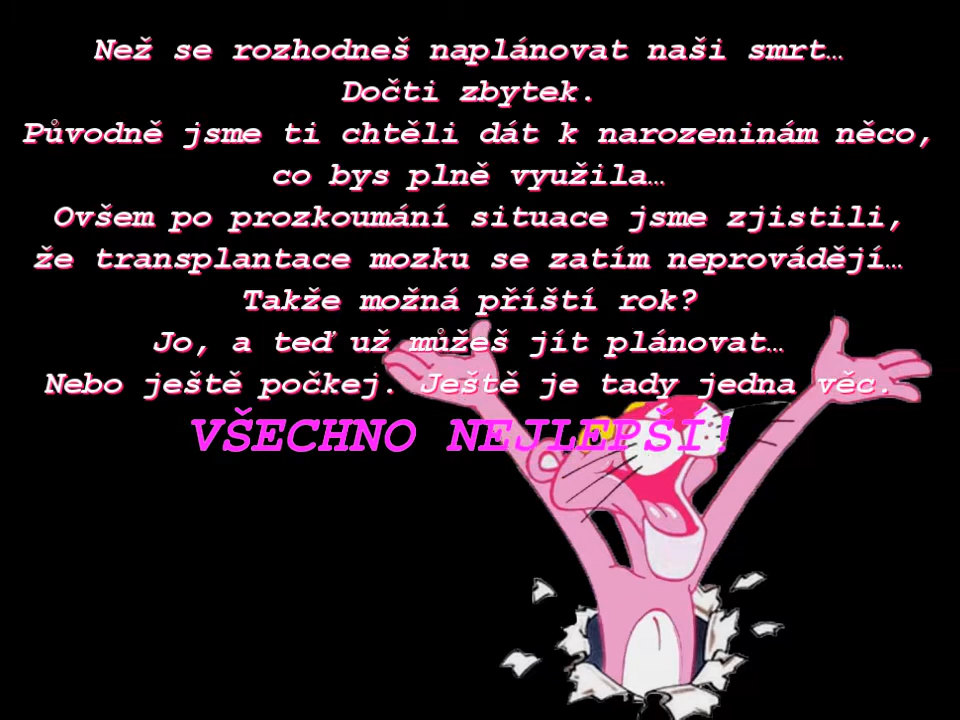 Než se rozhodneš naplánovat naši smrt…
Dočti zbytek.
Původně jsme ti chtěli dát k narozeninám něco,
co bys plně využila…
Ovšem po prozkoumání situace jsme zjistili,
že transplantace mozku se zatím neprovádějí…
Takže možná příští rok?
Jo, a teď už můžeš jít plánovat…
Nebo ještě počkej. Ještě je tady jedna věc.
VŠECHNO NEJLEPŠÍ!